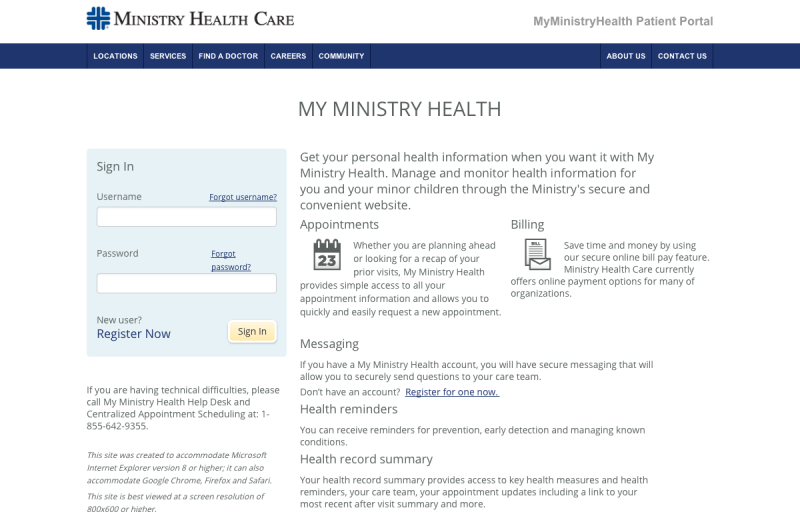 MINISTRY HEALTH CARE
MyMinistryHealth Patient Portal
LOCATIONS SERVICES FIND A DOCTOR CAREERS COMMUNITY ABOUT US CONTACT US
MY MINISTRY HEALTH
Sign In
Username Forgot username?
Password Forgot
password?
New user?
Register Now Sign In
If you are having technical difficulties, please
call My Ministry Health Help Desk and
Centralized Appointment Scheduling at: 1-
855-642-9355.
This site was created to accommodate Microsoft
Internet Explorer version 8 or higher; it can also
accommodate Google Chrome, Firefox and Safari.
This site is best viewed at a screen resolution of
800x600 or higher.
Get your personal health information when you want it with My
Ministry Health. Manage and monitor health information for
you and your minor children through the Ministry's secure and
convenient website.
Appointments
23
Whether you are planning ahead
or looking for a recap of your
prior visits, My Ministry Health
provides simple access to all your
appointment information and allows you to
quickly and easily request a new appointment.
Billing
BILL
Save time and money by using
our secure online bill pay feature.
Ministry Health Care currently
offers online payment options for many of
organizations.
Messaging
If you have a My Ministry Health account, you will have secure messaging that will
allow you to securely send questions to your care team.
Don't have an account? Register for one now.
Health reminders
You can receive reminders for prevention, early detection and managing known
conditions.
Health record summary
Your health record summary provides access to key health measures and health
reminders, your care team, your appointment updates including a link to your
most recent after visit summary and more.